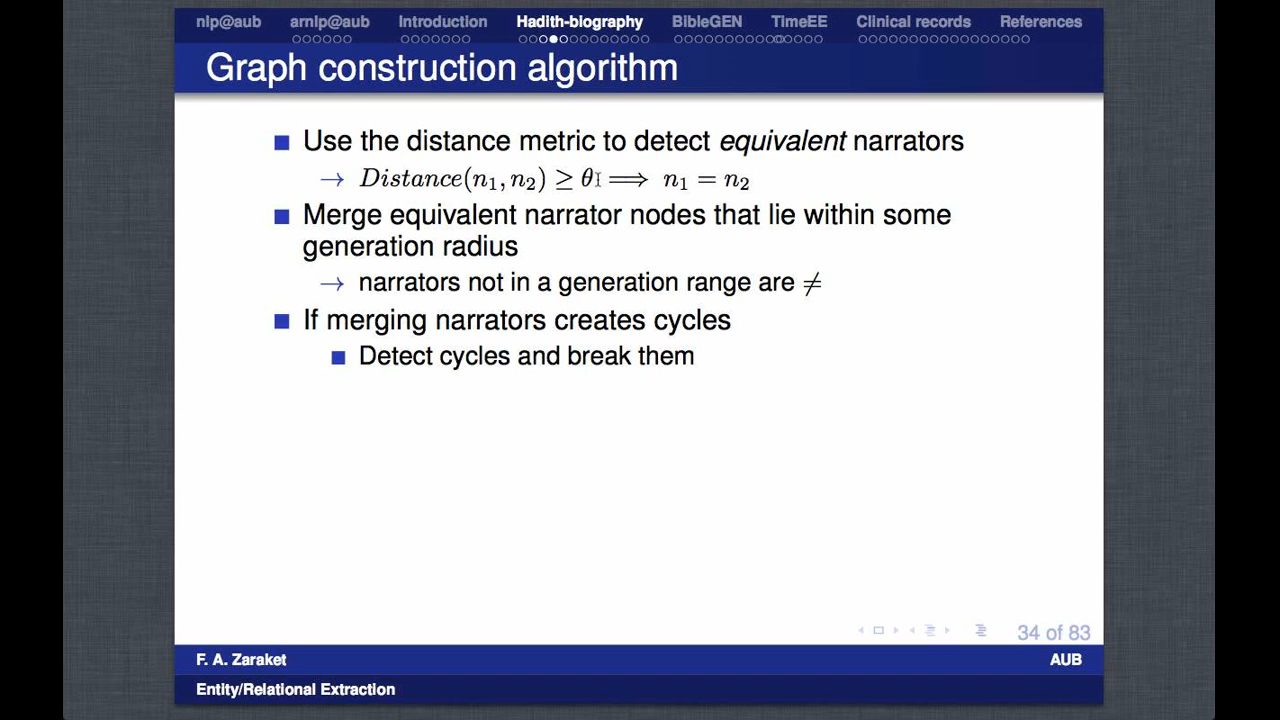 nlp@aub arnlp@aub Introduction Hadith-biography BibleGEN TimeEE Clinical records References
Graph construction algorithm
Use the distance metric to detect equivalent narrators
→ Distance(n₁, n₂) ≥ θ ⟹ n₁ = n₂
Merge equivalent narrator nodes that lie within some
generation radius
→ narrators not in a generation range are ≠
If merging narrators creates cycles
Detect cycles and break them
34 of 83
F. A. Zaraket AUB
Entity/Relational Extraction